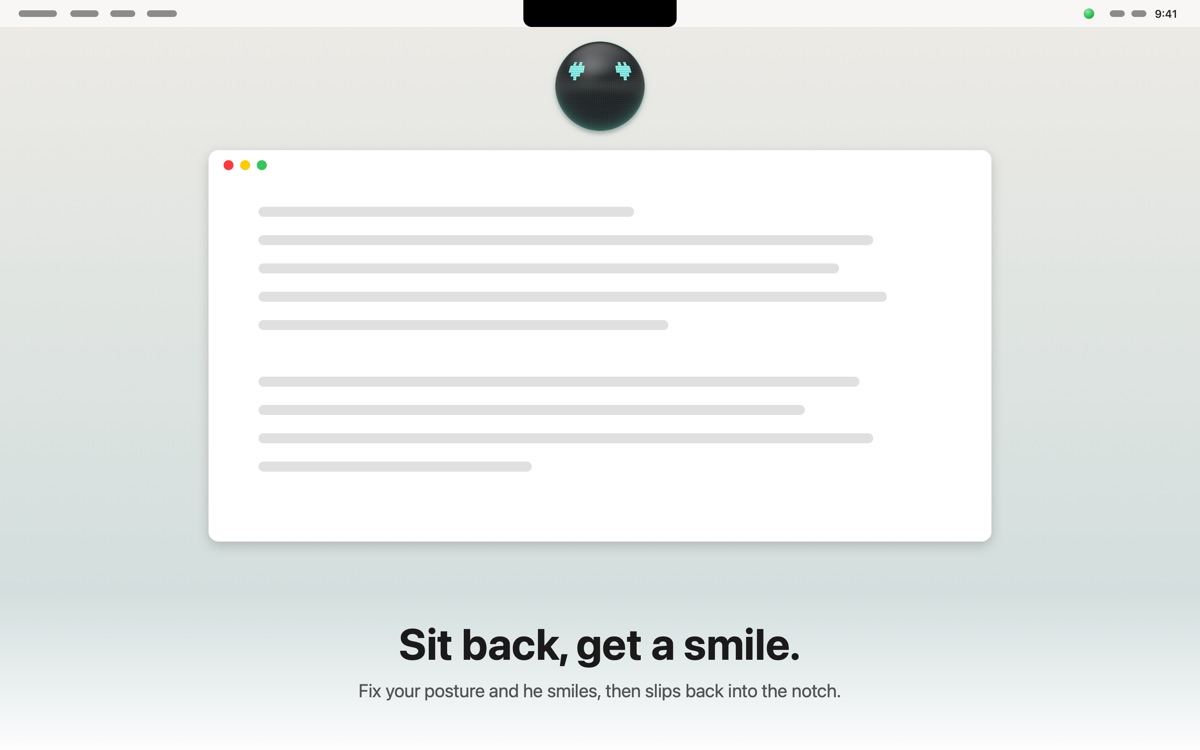 9:41
Sit back, get a smile.
Fix your posture and he smiles, then slips back into the notch.